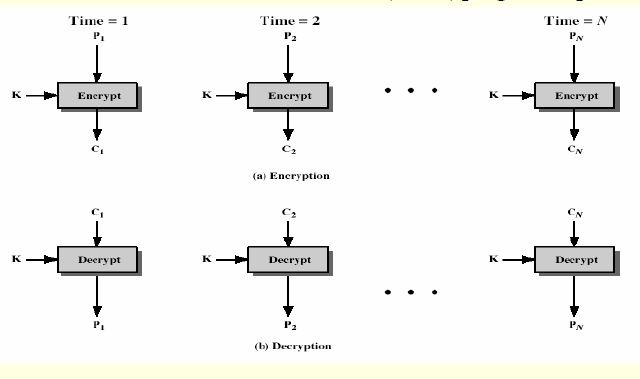 Time = 1 Time = 2 Time = N
P1 P2 PN
K Encrypt K Encrypt • • • K Encrypt
C1 C2 CN
(a) Encryption
C1 C2 CN
K Decrypt K Decrypt K Decrypt
• • •
P1 P2 PN
(b) Decryption